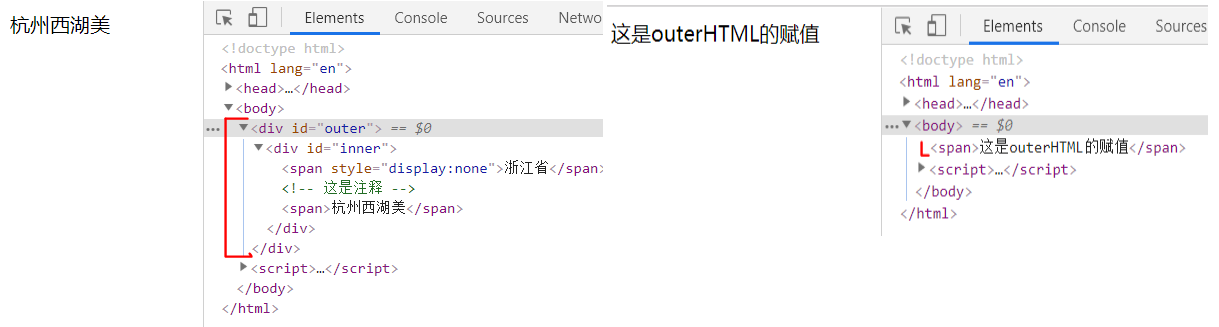 杭州西湖美
Elements Console Sources Network
<!doctype html>
<html lang="en">
<head>…</head>
<body>
<div id="outer"> == $0
<div id="inner">
<span style="display:none">浙江省</span>
<!-- 这是注释 -->
<span>杭州西湖美</span>
</div>
</div>
<script>…</script>
</body>
</html>
这是outerHTML的赋值
Elements Console Sources
<!doctype html>
<html lang="en">
<head>…</head>
<body> == $0
<span>这是outerHTML的赋值</span>
<script>…</script>
</body>
</html>